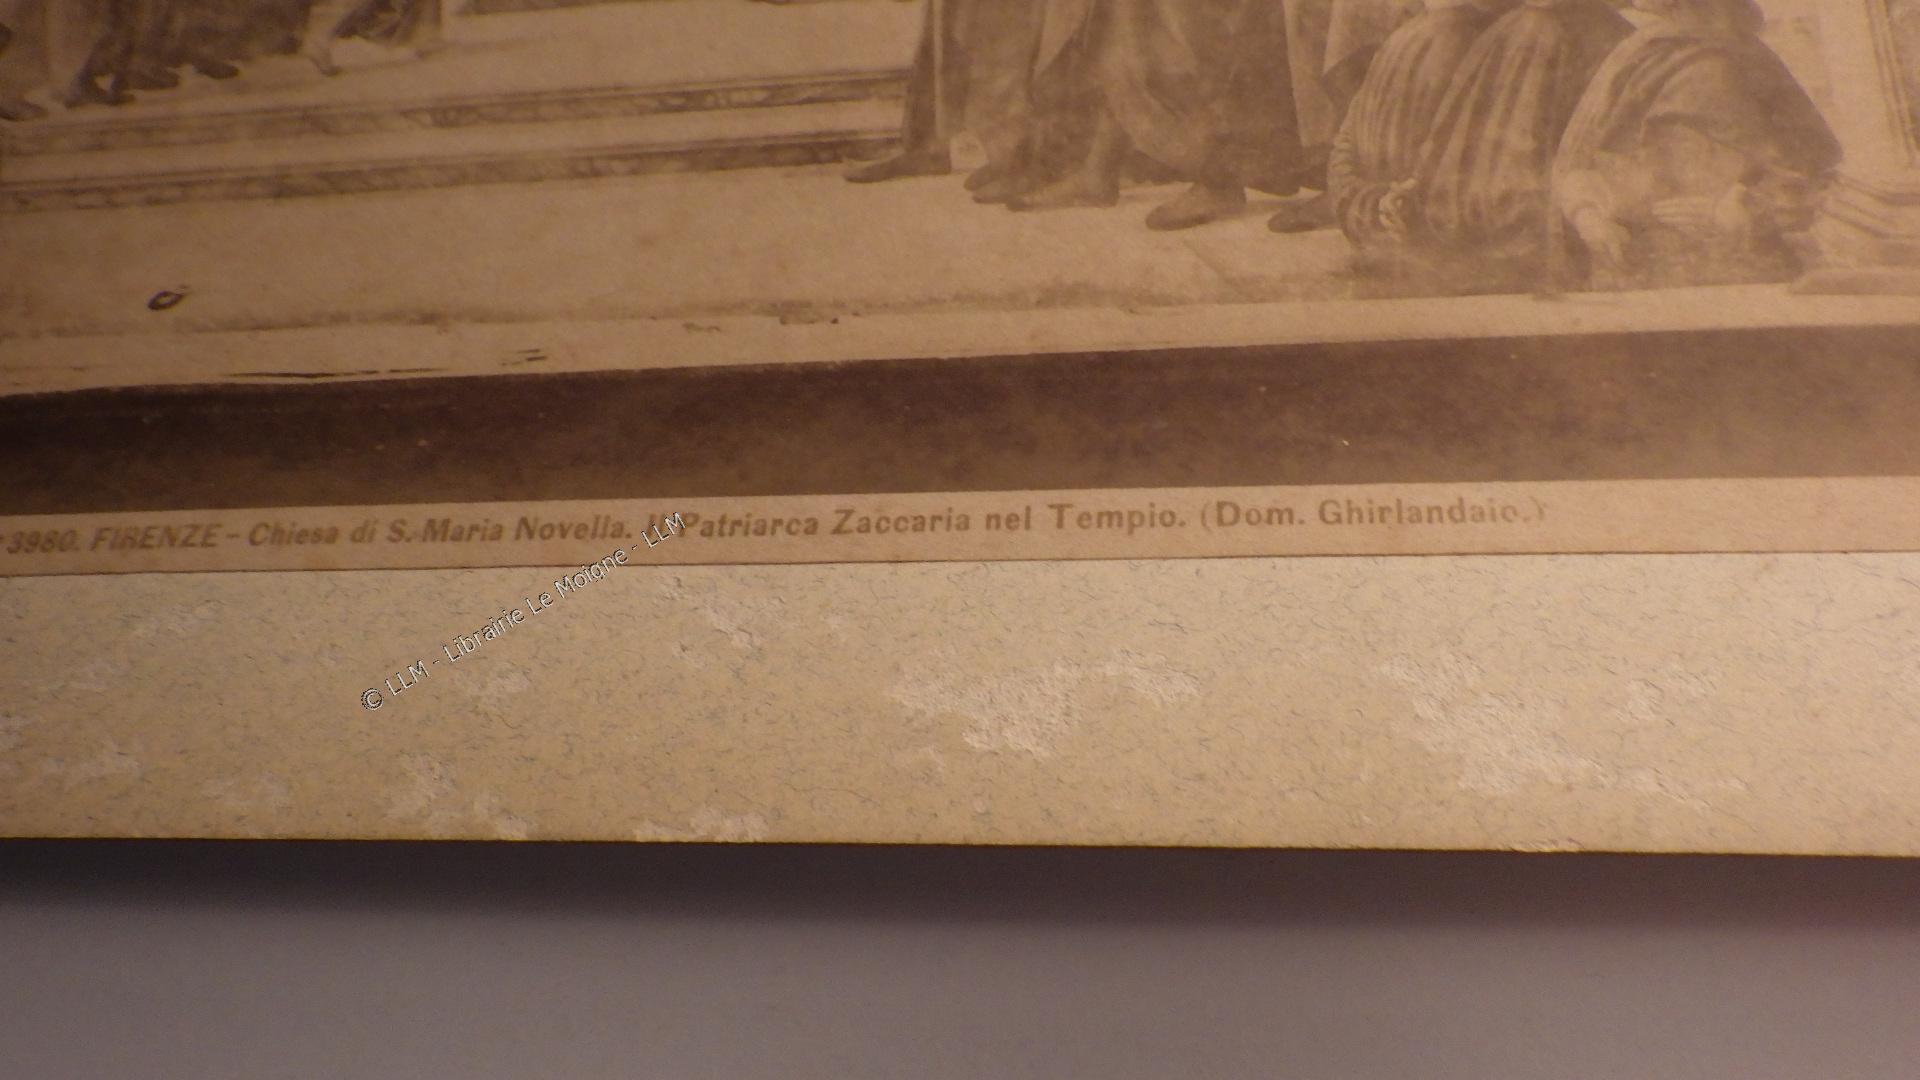 3980. FIRENZE - Chiesa di S. Maria Novella. Il Patriarca Zaccaria nel Tempio. (Dom. Ghirlandaio.)
© LLM - Librairie Le Moigne - LLM